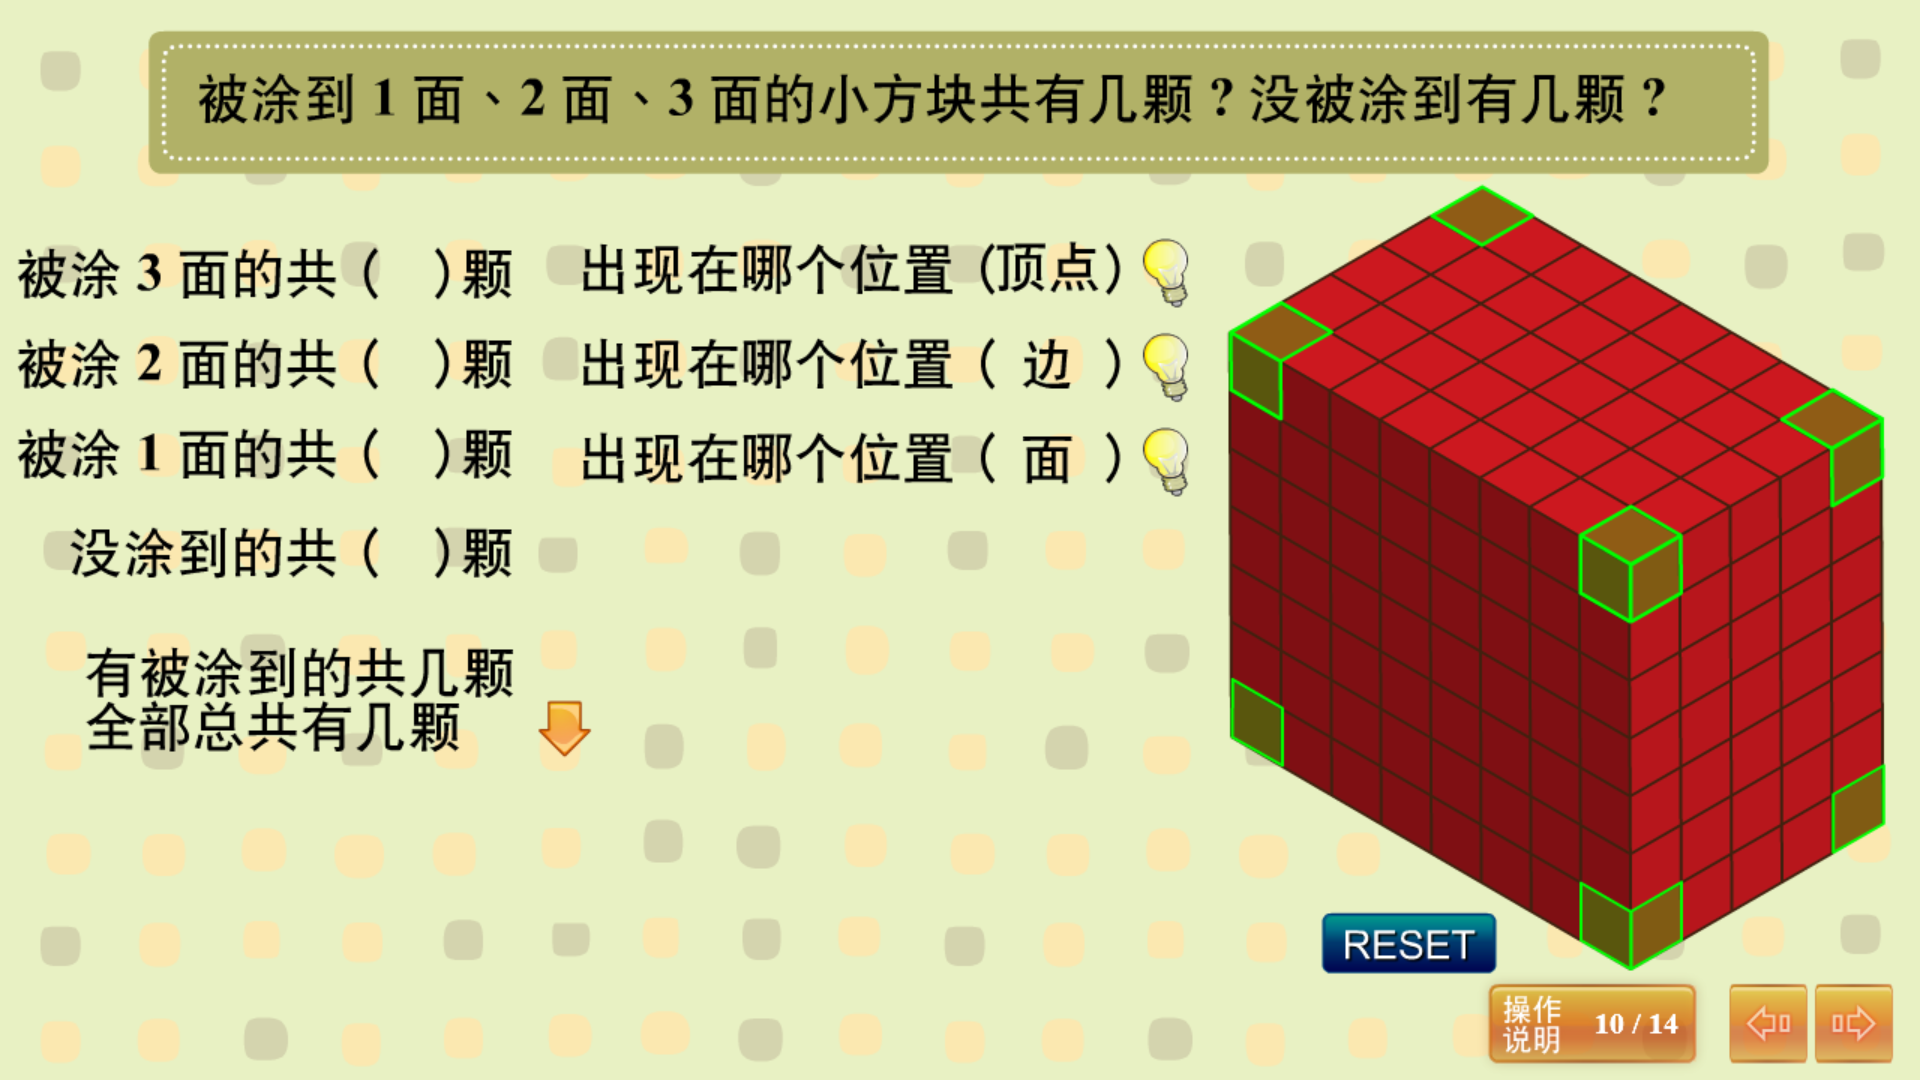 被涂到 1 面、2 面、3 面的小方块共有几颗？没被涂到有几颗？
被涂 3 面的共（　）颗　出现在哪个位置（顶点）
被涂 2 面的共（　）颗　出现在哪个位置（ 边 ）
被涂 1 面的共（　）颗　出现在哪个位置（ 面 ）
没涂到的共（　）颗
有被涂到的共几颗
全部总共有几颗
RESET
操作
说明
10 / 14